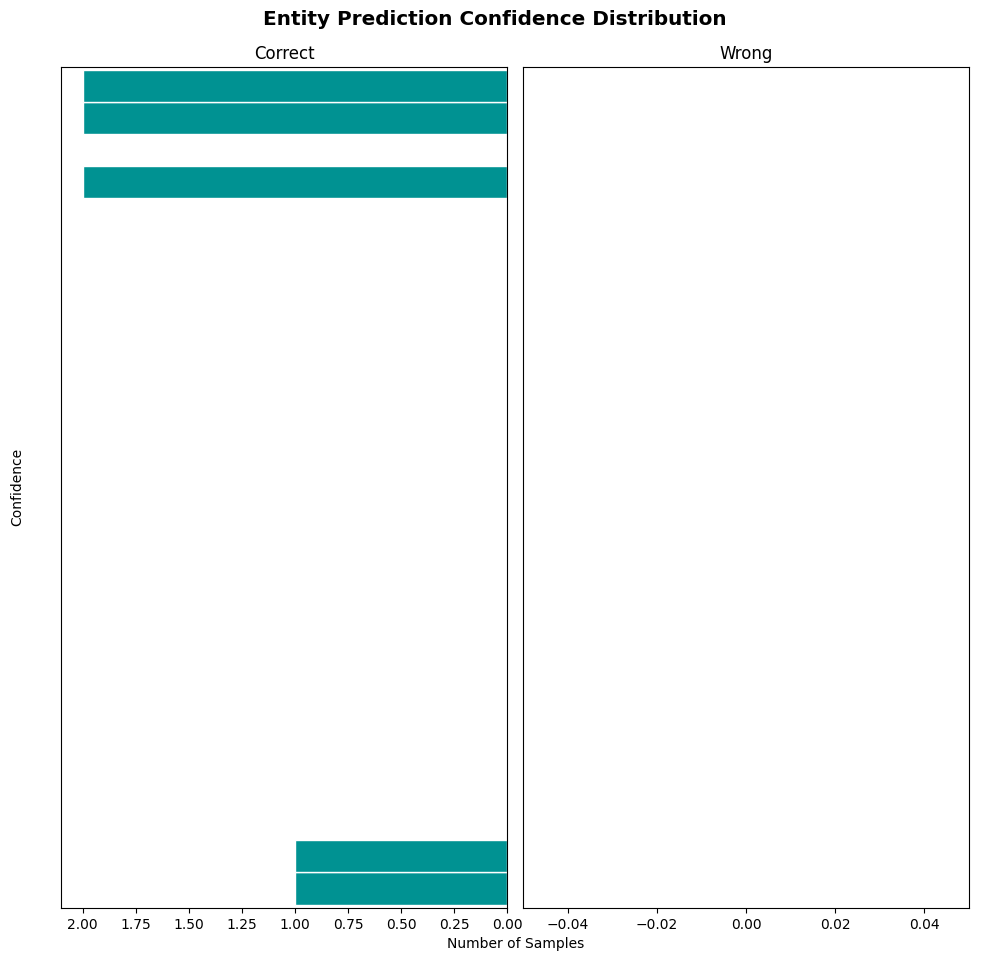 Entity Prediction Confidence Distribution
Correct
Wrong
Confidence
2.00 1.75 1.50 1.25 1.00 0.75 0.50 0.25 0.00
−0.04 −0.02 0.00 0.02 0.04
Number of Samples